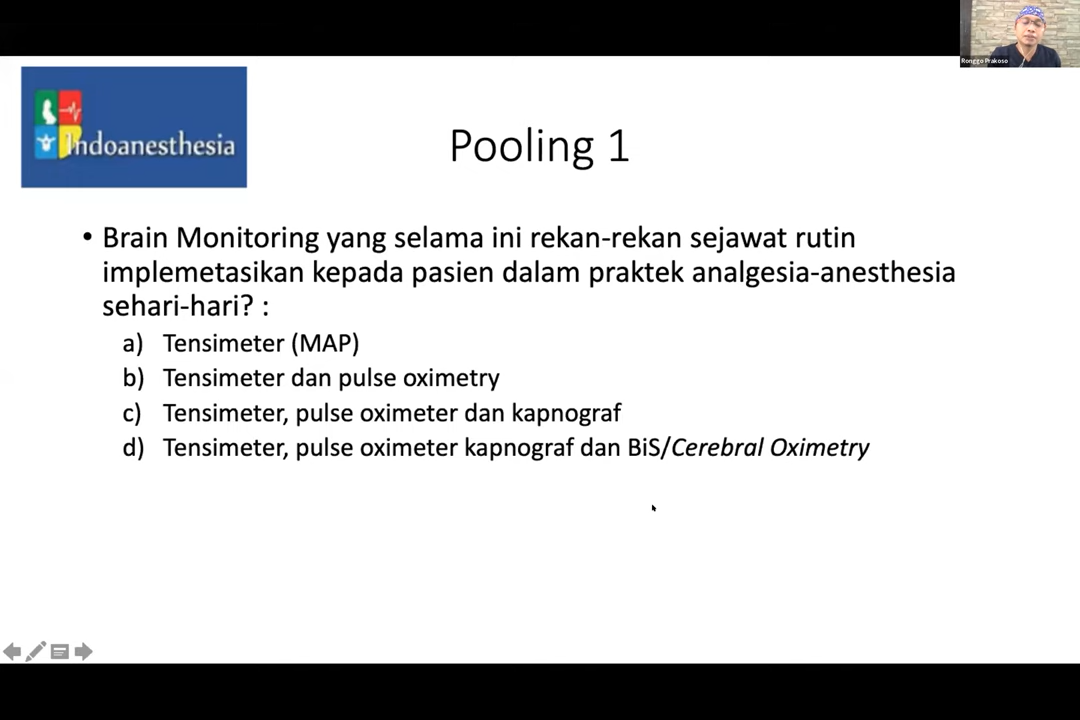 Ronggo Prakoso
Indoanesthesia
Pooling 1
• Brain Monitoring yang selama ini rekan-rekan sejawat rutin
implemetasikan kepada pasien dalam praktek analgesia-anesthesia
sehari-hari? :
a) Tensimeter (MAP)
b) Tensimeter dan pulse oximetry
c) Tensimeter, pulse oximeter dan kapnograf
d) Tensimeter, pulse oximeter kapnograf dan BiS/Cerebral Oximetry